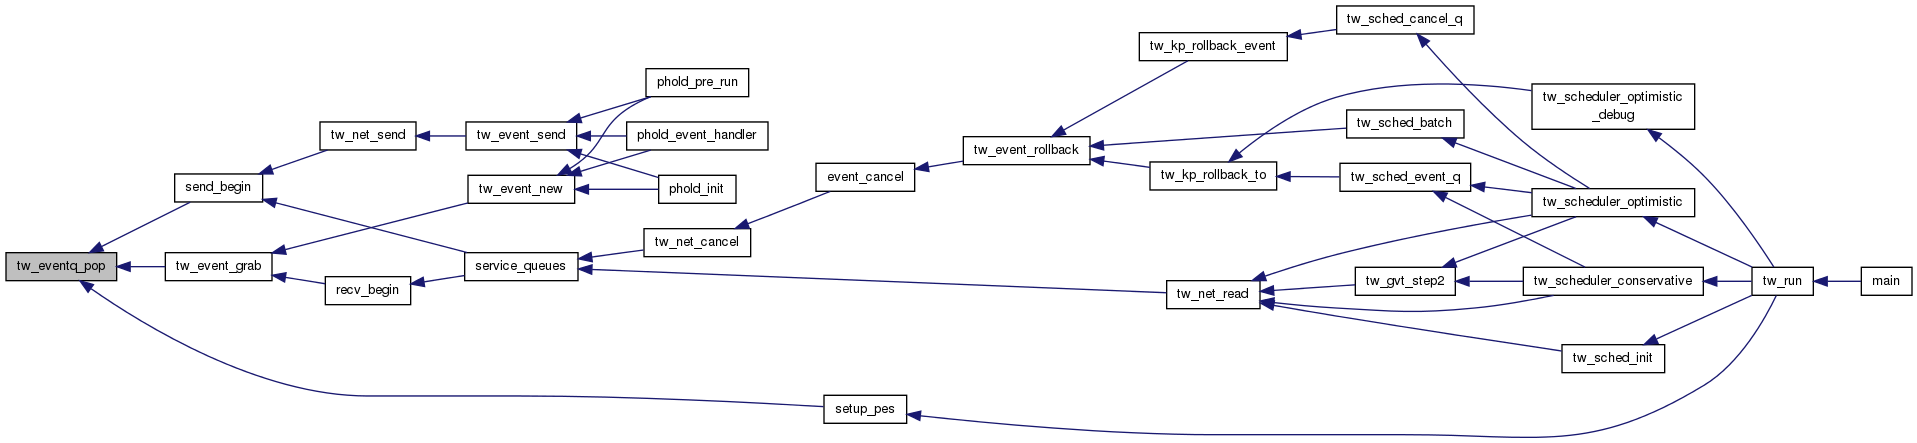 tw_sched_cancel_q
tw_kp_rollback_event
phold_pre_run
tw_scheduler_optimistic
_debug
tw_net_send
tw_event_send
phold_event_handler
tw_sched_batch
tw_event_rollback
send_begin
tw_event_new
phold_init
event_cancel
tw_kp_rollback_to
tw_sched_event_q
tw_scheduler_optimistic
tw_net_cancel
tw_eventq_pop
tw_event_grab
service_queues
recv_begin
tw_net_read
tw_gvt_step2
tw_scheduler_conservative
tw_run
main
tw_sched_init
setup_pes